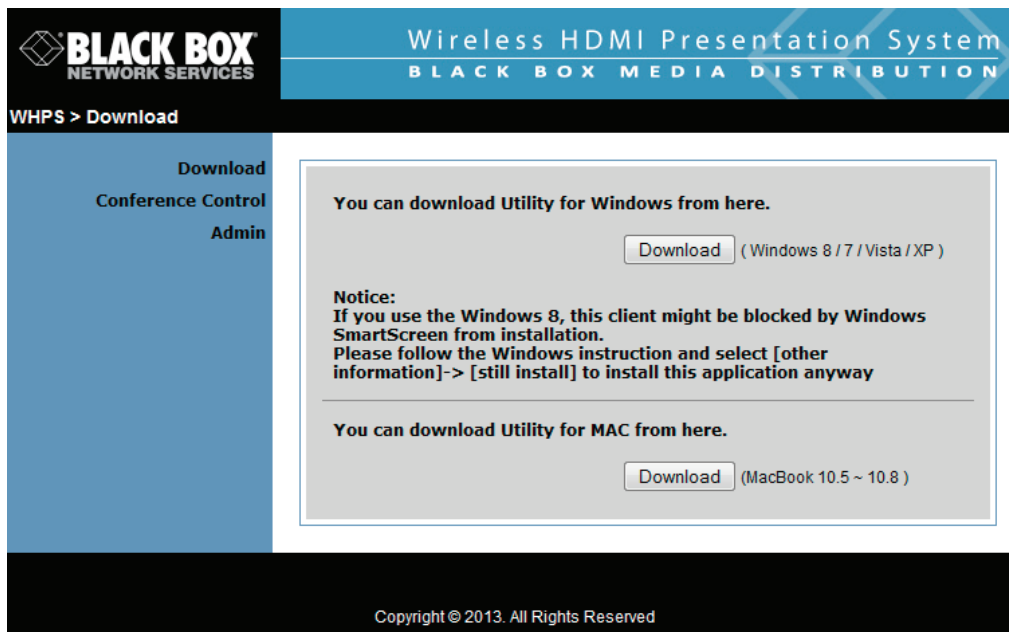 BLACK BOX
NETWORK SERVICES
Wireless HDMI Presentation System
BLACK BOX MEDIA DISTRIBUTION
WHPS > Download
Download
Conference Control
Admin
You can download Utility for Windows from here.
Download ( Windows 8 / 7 / Vista / XP )
Notice:
If you use the Windows 8, this client might be blocked by Windows
SmartScreen from installation.
Please follow the Windows instruction and select [other
information]-> [still install] to install this application anyway
You can download Utility for MAC from here.
Download (MacBook 10.5 ~ 10.8 )
Copyright © 2013. All Rights Reserved